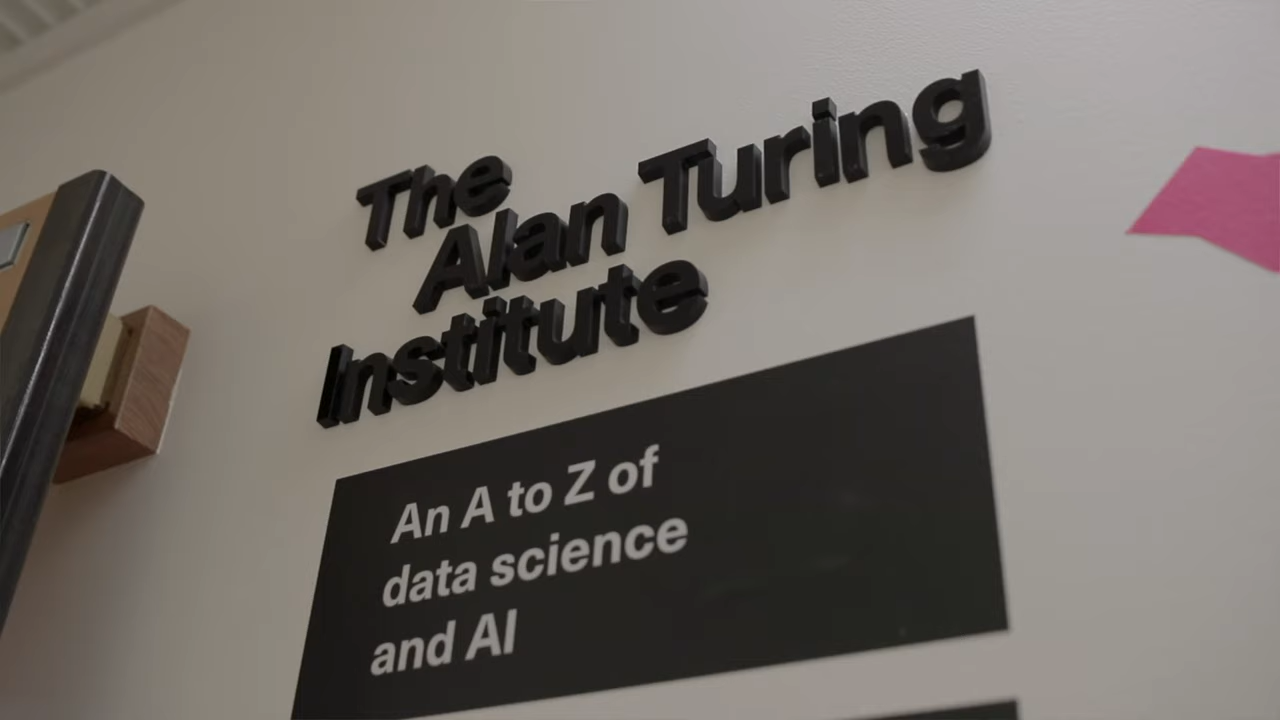 The
Alan Turing
Institute
An A to Z of
data science
and AI